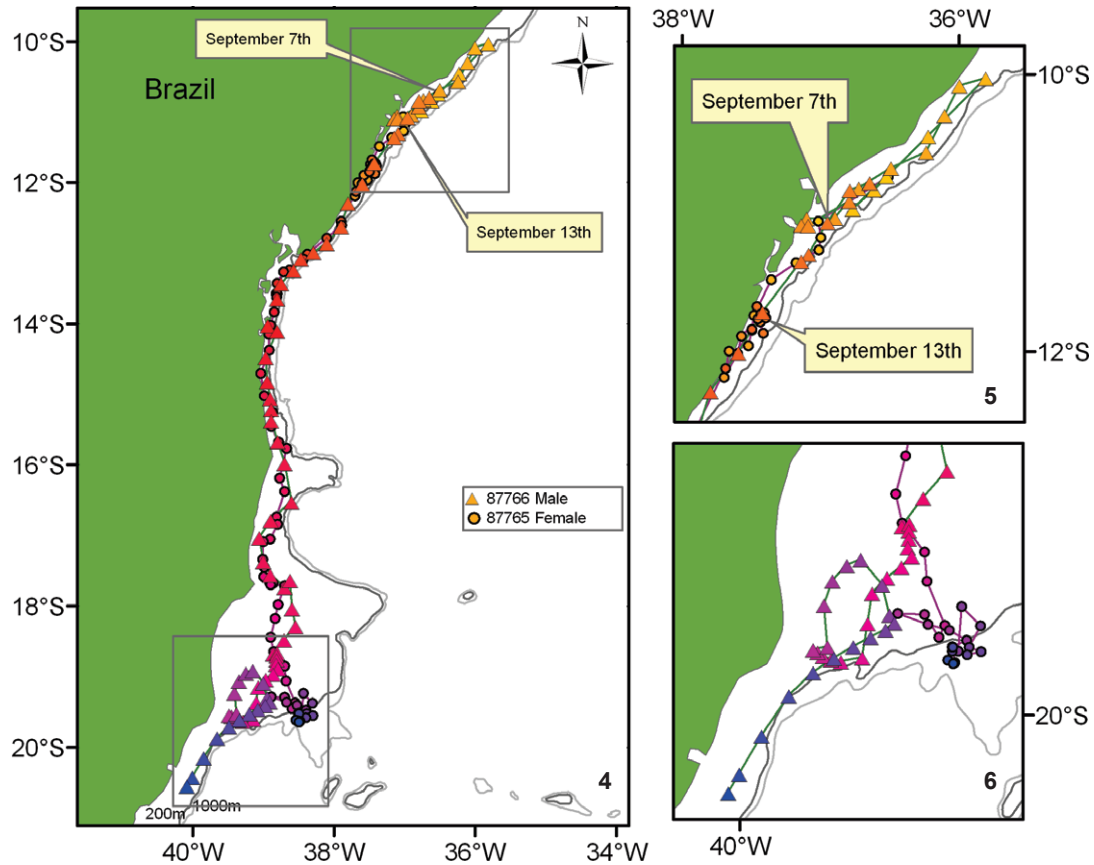 38°W
36°W
10°S
September 7th
N
Brazil
10°S
September 7th
12°S
September 13th
12°S
September 13th
5
14°S
16°S
87766 Male
87765 Female
18°S
20°S
20°S
4
6
200m 1000m
40°W
38°W
36°W
34°W
40°W